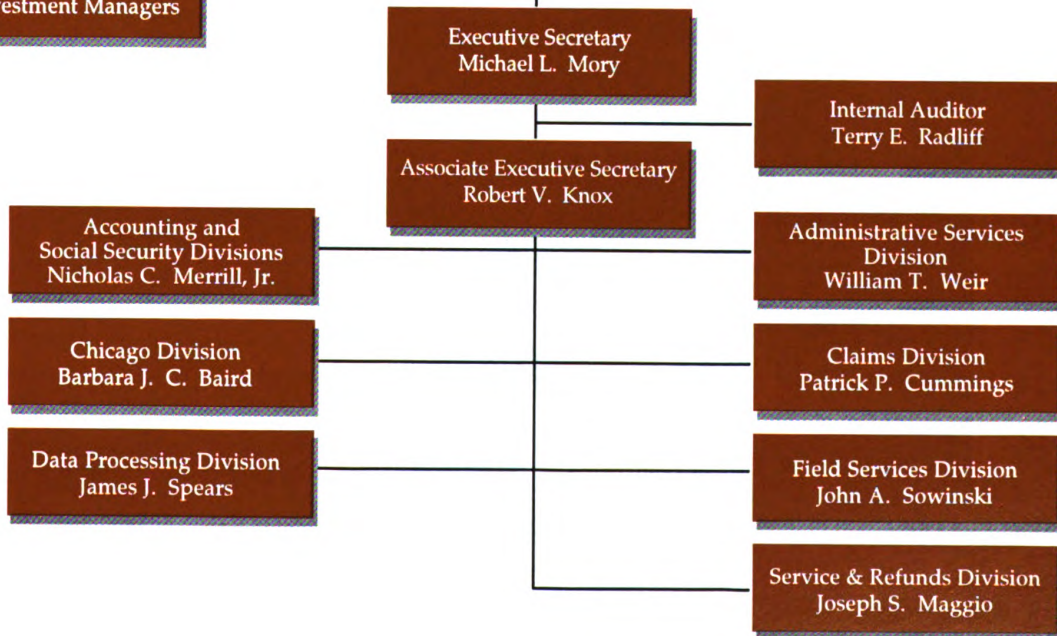 Managers
Executive Secretary
Michael L. Mory
Internal Auditor
Terry E. Radliff
Associate Executive Secretary
Robert V. Knox
Accounting and
Social Security Divisions
Nicholas C. Merrill, Jr.
Administrative Services
Division
William T. Weir
Chicago Division
Barbara J. C. Baird
Claims Division
Patrick P. Cummings
Data Processing Division
James J. Spears
Field Services Division
John A. Sowinski
Service & Refunds Division
Joseph S. Maggio